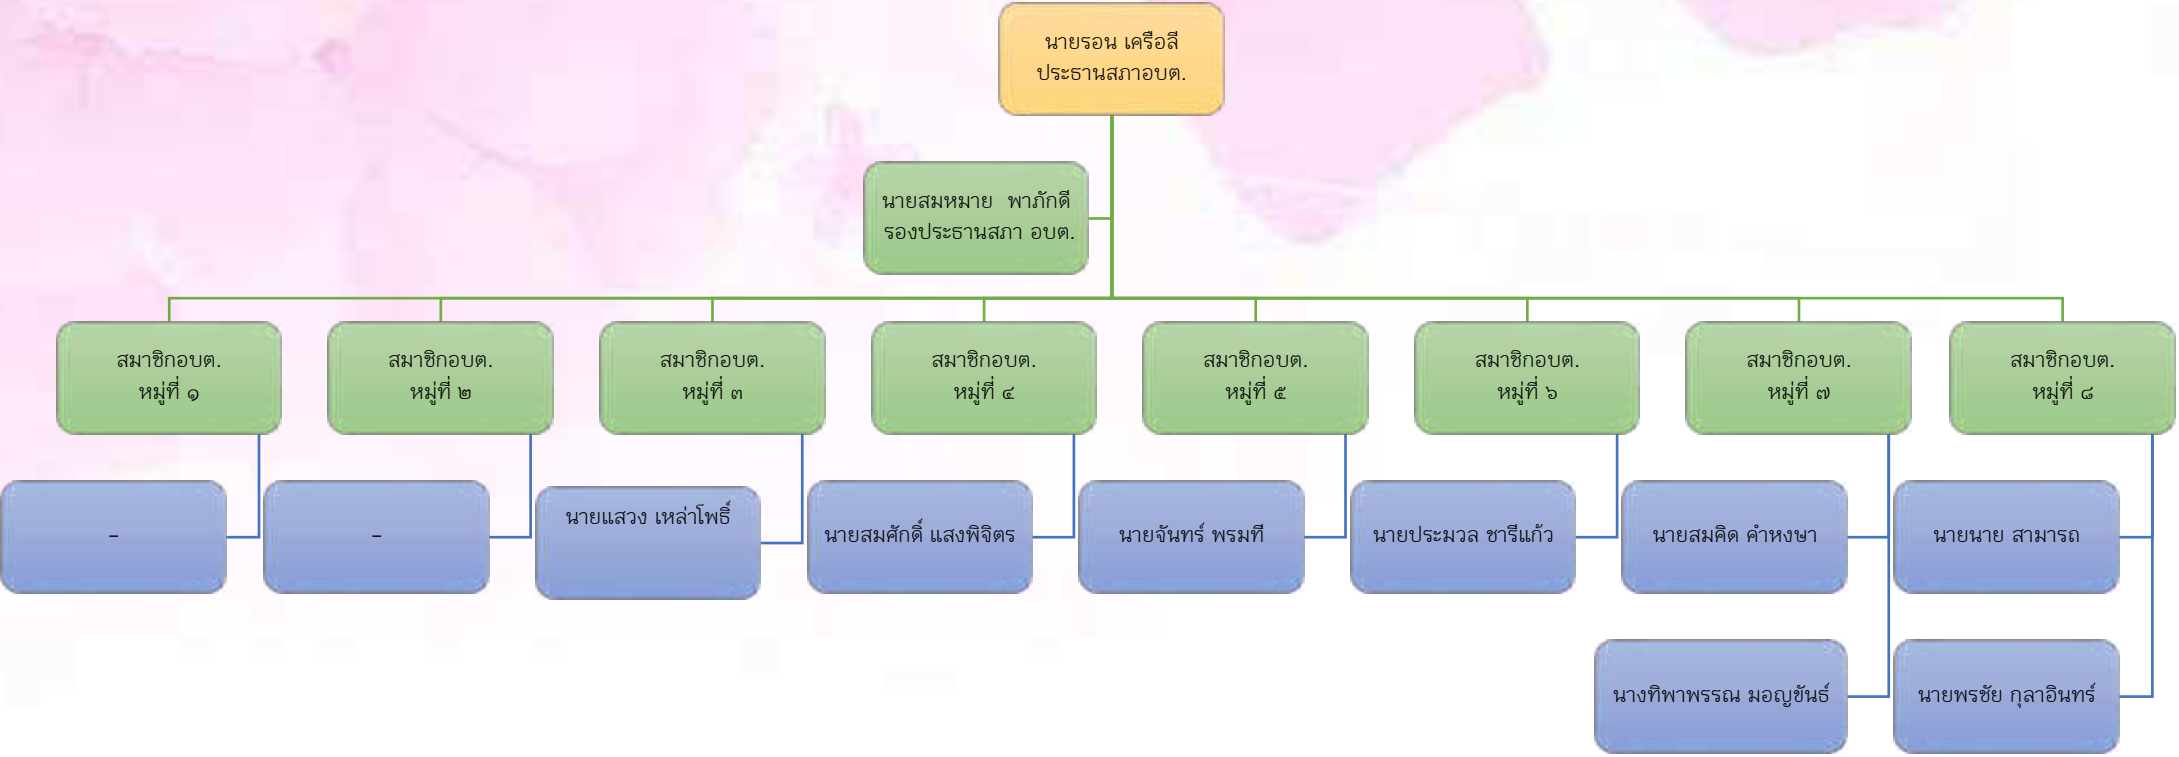 นายรอน เครือลี
ประธานสภาอบต.
นายสมหมาย  พาภักดี
รองประธานสภา อบต.
สมาชิกอบต.
หมู่ที่ ๑
สมาชิกอบต.
หมู่ที่ ๒
สมาชิกอบต.
หมู่ที่ ๓
สมาชิกอบต.
หมู่ที่ ๔
สมาชิกอบต.
หมู่ที่ ๕
สมาชิกอบต.
หมู่ที่ ๖
สมาชิกอบต.
หมู่ที่ ๗
สมาชิกอบต.
หมู่ที่ ๘
-
-
นายแสวง เหล่าโพธิ์
นายสมศักดิ์ แสงพิจิตร
นายจันทร์ พรมที
นายประมวล ชารีแก้ว
นายสมคิด คำหงษา
นายนาย สามารถ
นางทิพาพรรณ มอญขันธ์
นายพรชัย กุลาอินทร์